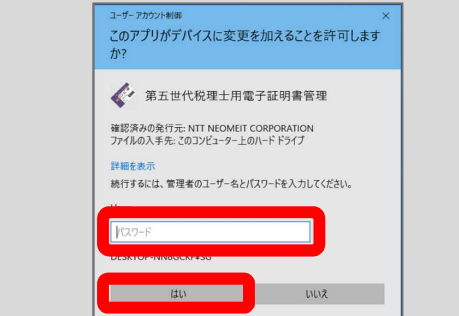 ユーザー アカウント制御
このアプリがデバイスに変更を加えることを許可します
か?
第五世代税理士用電子証明書管理
確認済みの発行元: NTT NEOMEIT CORPORATION
ファイルの入手先: このコンピューター上のハード ドライブ
詳細を表示
続行するには、管理者のユーザー名とパスワードを入力してください。
パスワード
はい
いいえ